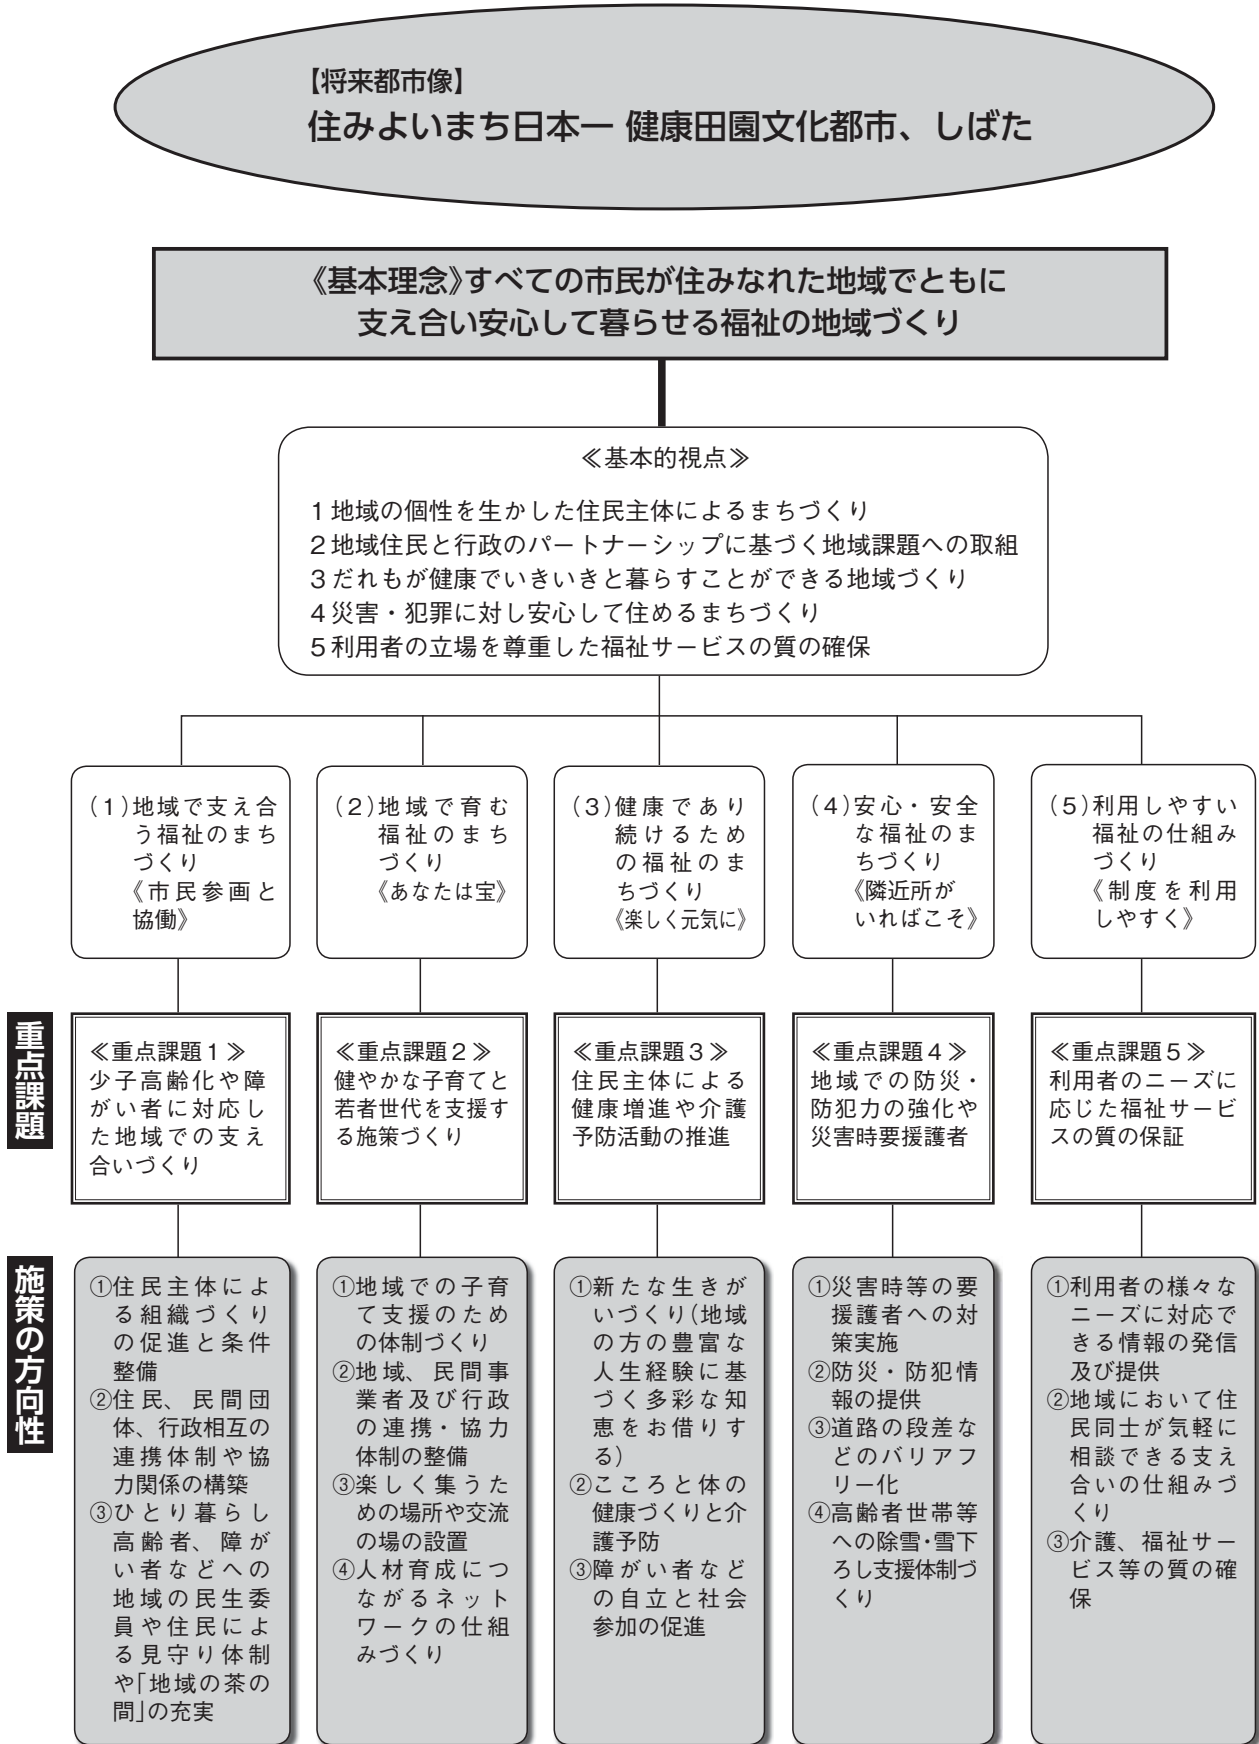 【将来都市像】
住みよいまち日本一 健康田園文化都市、しばた
《基本理念》すべての市民が住みなれた地域でともに
支え合い安心して暮らせる福祉の地域づくり
≪基本的視点≫
1地域の個性を生かした住民主体によるまちづくり
2地域住民と行政のパートナーシップに基づく地域課題への取組
3だれもが健康でいきいきと暮らすことができる地域づくり
4災害・犯罪に対し安心して住めるまちづくり
5利用者の立場を尊重した福祉サービスの質の確保
(1)地域で支え合
う福祉のまち
づくり
《市民参画と
協働》
(2)地域で育む
福祉のまち
づくり
《あなたは宝》
(3)健康であり
続けるため
の福祉のま
ちづくり
《楽しく元気に》
(4)安心・安全
な福祉のま
ちづくり
《隣近所が
いればこそ》
(5)利用しやすい
福祉の仕組み
づくり
《制度を利用
しやすく》
重点課題
≪重点課題1≫
少子高齢化や障
がい者に対応し
た地域での支え
合いづくり
≪重点課題2≫
健やかな子育てと
若者世代を支援す
る施策づくり
≪重点課題3≫
住民主体による
健康増進や介護
予防活動の推進
≪重点課題4≫
地域での防災・
防犯力の強化や
災害時要援護者
≪重点課題5≫
利用者のニーズに
応じた福祉サービ
スの質の保証
施策の方向性
①住民主体によ
る組織づくり
の促進と条件
整備
②住民、民間団
体、行政相互の
連携体制や協
力関係の構築
③ひとり暮らし
高齢者、障が
い者などへの
地域の民生委
員や住民によ
る見守り体制
や「地域の茶の
間」の充実
①地域での子育
て支援のため
の体制づくり
②地域、民間事
業者及び行政
の連携・協力
体制の整備
③楽しく集うた
めの場所や交流
の場の設置
④人材育成につ
ながるネット
ワークの仕組
みづくり
①新たな生きが
いづくり(地域
の方の豊富な
人生経験に基
づく多彩な知
恵をお借りす
る)
②こころと体の
健康づくりと介
護予防
③障がい者など
の自立と社会
参加の促進
①災害時等の要
援護者への対
策実施
②防災・防犯情
報の提供
③道路の段差な
どのバリアフ
リー化
④高齢者世帯等
への除雪・雪下
ろし支援体制づ
くり
①利用者の様々な
ニーズに対応で
きる情報の発信
及び提供
②地域において住
民同士が気軽に
相談できる支え
合いの仕組みづ
くり
③介護、福祉サー
ビス等の質の確
保